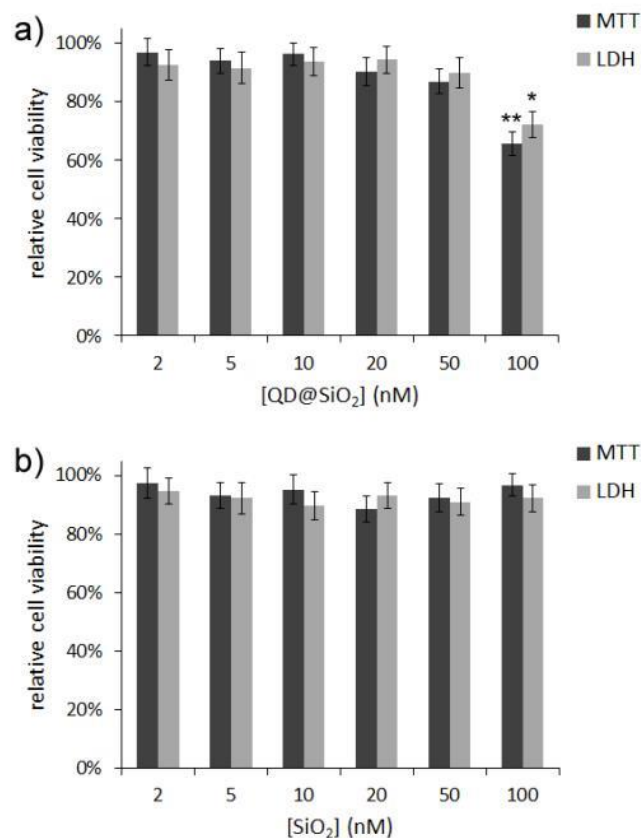 a)
MTT
LDH
relative cell viability
100%
80%
60%
40%
20%
0%
** *
2 5 10 20 50 100
[QD@SiO₂] (nM)
b)
MTT
LDH
relative cell viability
100%
80%
60%
40%
20%
0%
2 5 10 20 50 100
[SiO₂] (nM)